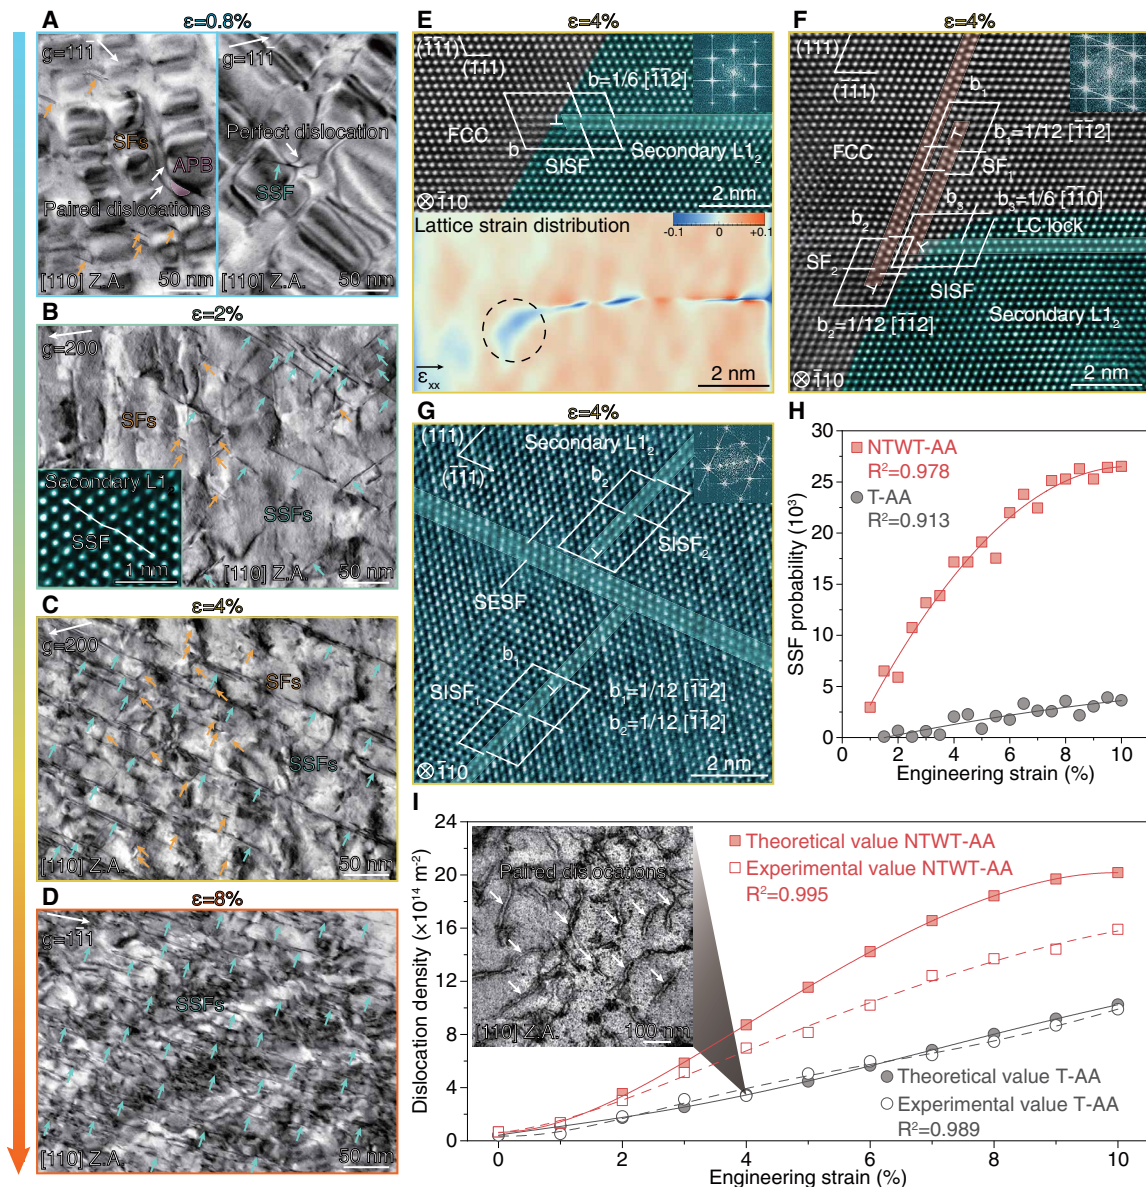 A
ε=0.8%
g=111̄
SFs
APB
Paired dislocations
[110] Z.A.
50 nm
g=111̄
Perfect dislocation
SSF
[110] Z.A.
50 nm
B
ε=2%
g=200
SFs
SSFs
Secondary L1₂
SSF
1 nm
[110] Z.A.
50 nm
C
ε=4%
g=200
SFs
SSFs
[110] Z.A.
50 nm
D
ε=8%
g=1̄11
SSFs
[110] Z.A.
50 nm
E
ε=4%
(1̄1̄1)
(1̄11)
b=1/6 [1̄1̄2]
FCC
b
SISF
Secondary L1₂
⊗1̄10
2 nm
Lattice strain distribution
-0.1
0
+0.1
εxx
2 nm
F
ε=4%
(111)
(1̄1̄1)
b₁
FCC
b₁=1/12 [1̄1̄2]
SF₁
b₃
b₃=1/6 [1̄1̄0]
LC lock
b₂
SF₂
SISF
b₂=1/12 [1̄1̄2]
Secondary L1₂
⊗1̄10
2 nm
G
ε=4%
(111)
(1̄1̄1)
Secondary L1₂
b₂
SISF₂
SESF
b₁
SISF₁
b₁=1/12 [1̄1̄2]
b₂=1/12 [1̄1̄2]
⊗1̄10
2 nm
H
NTWT-AA
R²=0.978
T-AA
R²=0.913
SSF probability (10³)
30
25
20
15
10
5
0
0 2 4 6 8 10
Engineering strain (%)
I
Dislocation density (×10¹⁴ m⁻²)
24
20
16
12
8
4
0
Paired dislocations
[110] Z.A.
100 nm
Theoretical value NTWT-AA
Experimental value NTWT-AA
R²=0.995
Theoretical value T-AA
Experimental value T-AA
R²=0.989
0 2 4 6 8 10
Engineering strain (%)